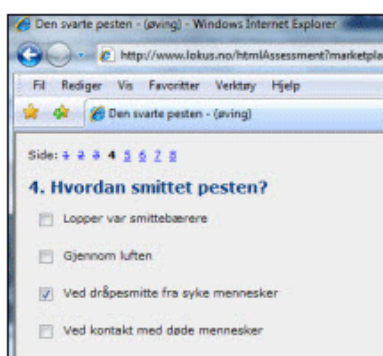 Den svarte pesten - (øving) - Windows Internet Explorer
http://www.lokus.no/htmlAssessment?marketpla
Fil Rediger Vis Favoritter Verktøy Hjelp
Den svarte pesten - (øving)
Side: 1 2 3 4 5 6 7 8
4. Hvordan smittet pesten?
Lopper var smittebærere
Gjennom luften
Ved dråpesmitte fra syke mennesker
Ved kontakt med døde mennesker